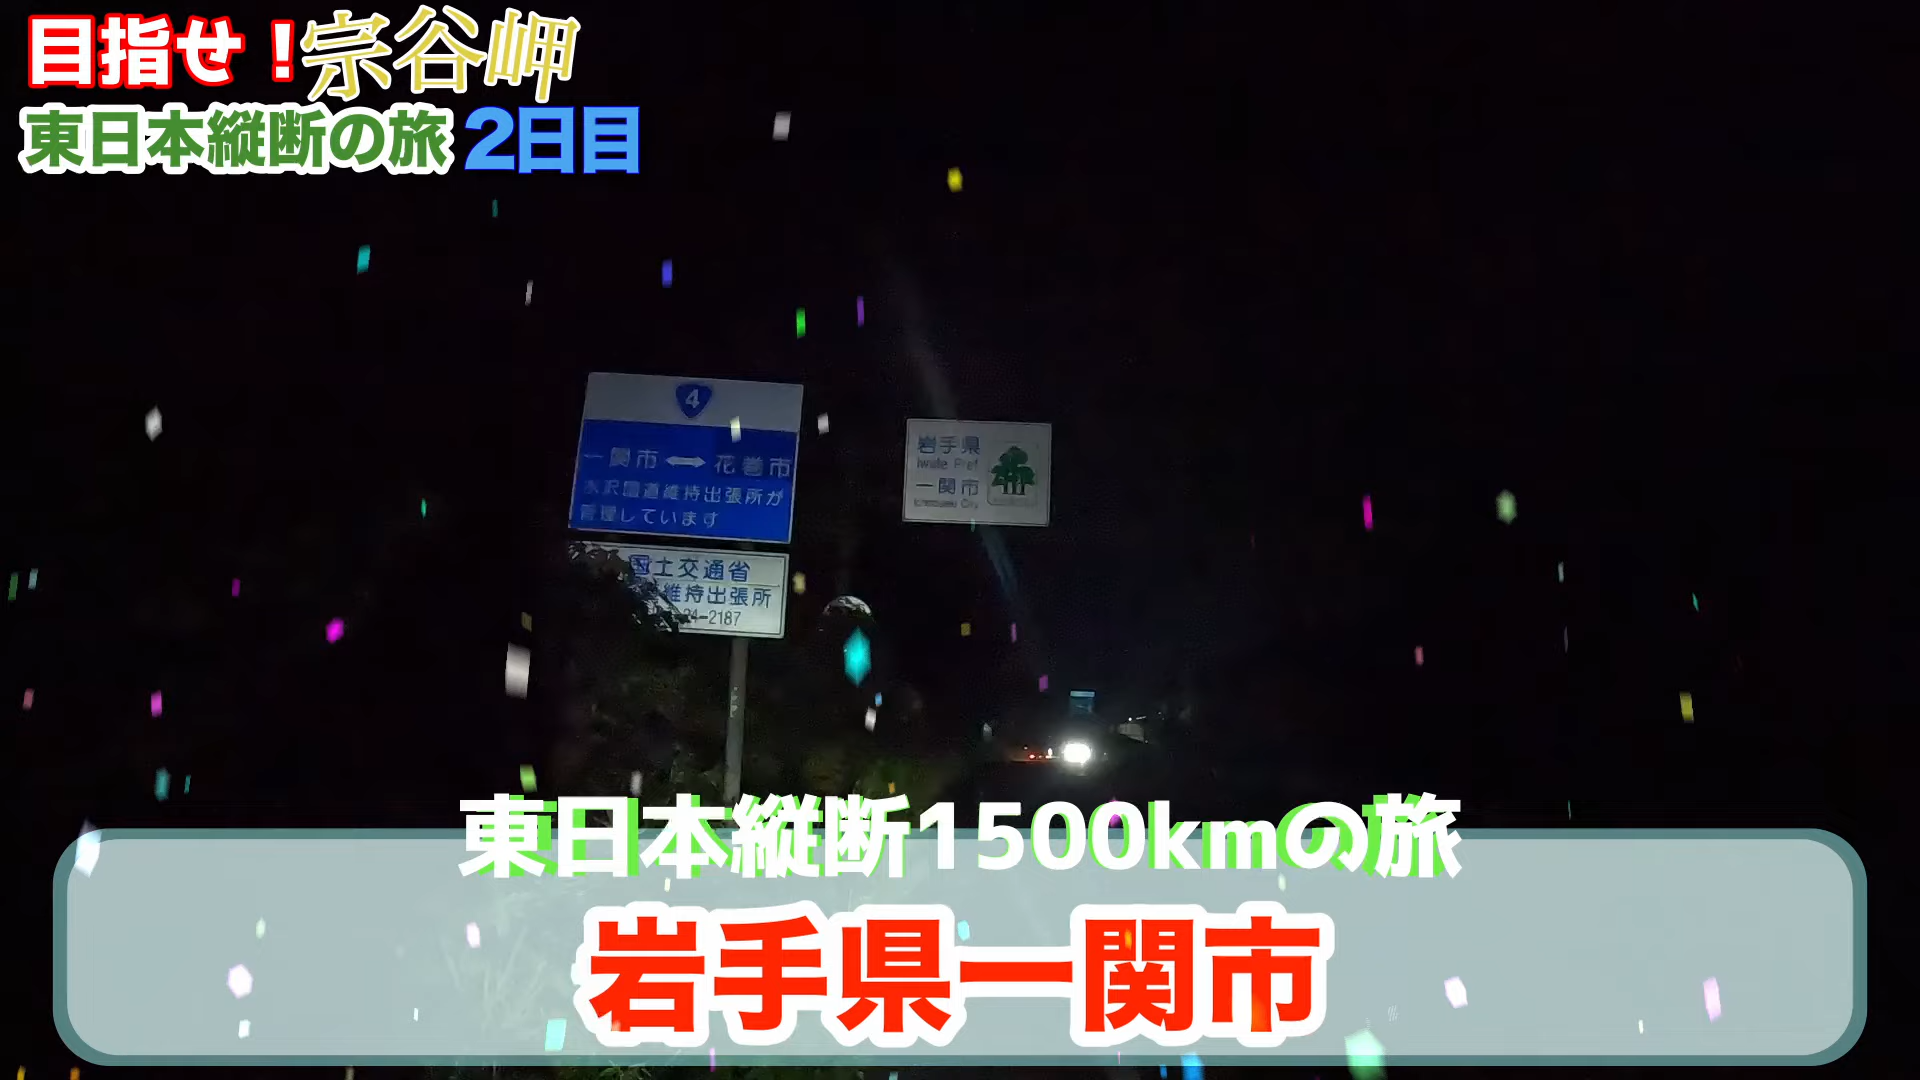 目指せ！宗谷岬
東日本縦断の旅 2日目
4
一関市⟷花巻市
水沢国道維持出張所が
管理しています
国土交通省
維持出張所
24-2187
岩手県
Iwate Pref
一関市
Ichinoseki City
東日本縦断1500kmの旅
岩手県一関市